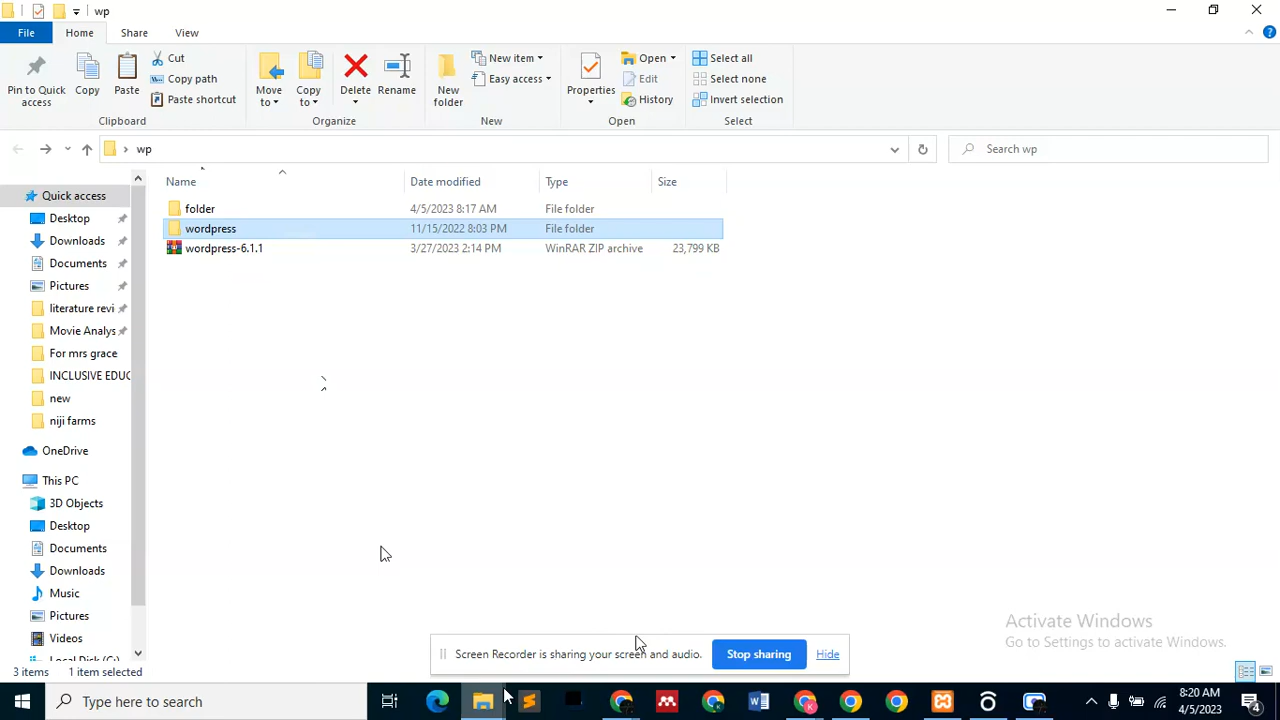 wp
File Home Share View
Pin to Quick access
Copy
Paste
Cut
Copy path
Paste shortcut
Clipboard
Move to
Copy to
Delete
Rename
Organize
New folder
New item
Easy access
New
Properties
Open
Edit
History
Open
Select all
Select none
Invert selection
Select
wp
Search wp
Name Date modified Type Size
folder 4/5/2023 8:17 AM File folder
wordpress 11/15/2022 8:03 PM File folder
wordpress-6.1.1 3/27/2023 2:14 PM WinRAR ZIP archive 23,799 KB
Quick access
Desktop
Downloads
Documents
Pictures
literature revi
Movie Analys
For mrs grace
INCLUSIVE EDUC
new
niji farms
OneDrive
This PC
3D Objects
Desktop
Documents
Downloads
Music
Pictures
Videos
Local Disk (C:)
Activate Windows
Go to Settings to activate Windows.
Screen Recorder is sharing your screen and audio. Stop sharing Hide
3 items 1 item selected
Type here to search
8:20 AM
4/5/2023
4